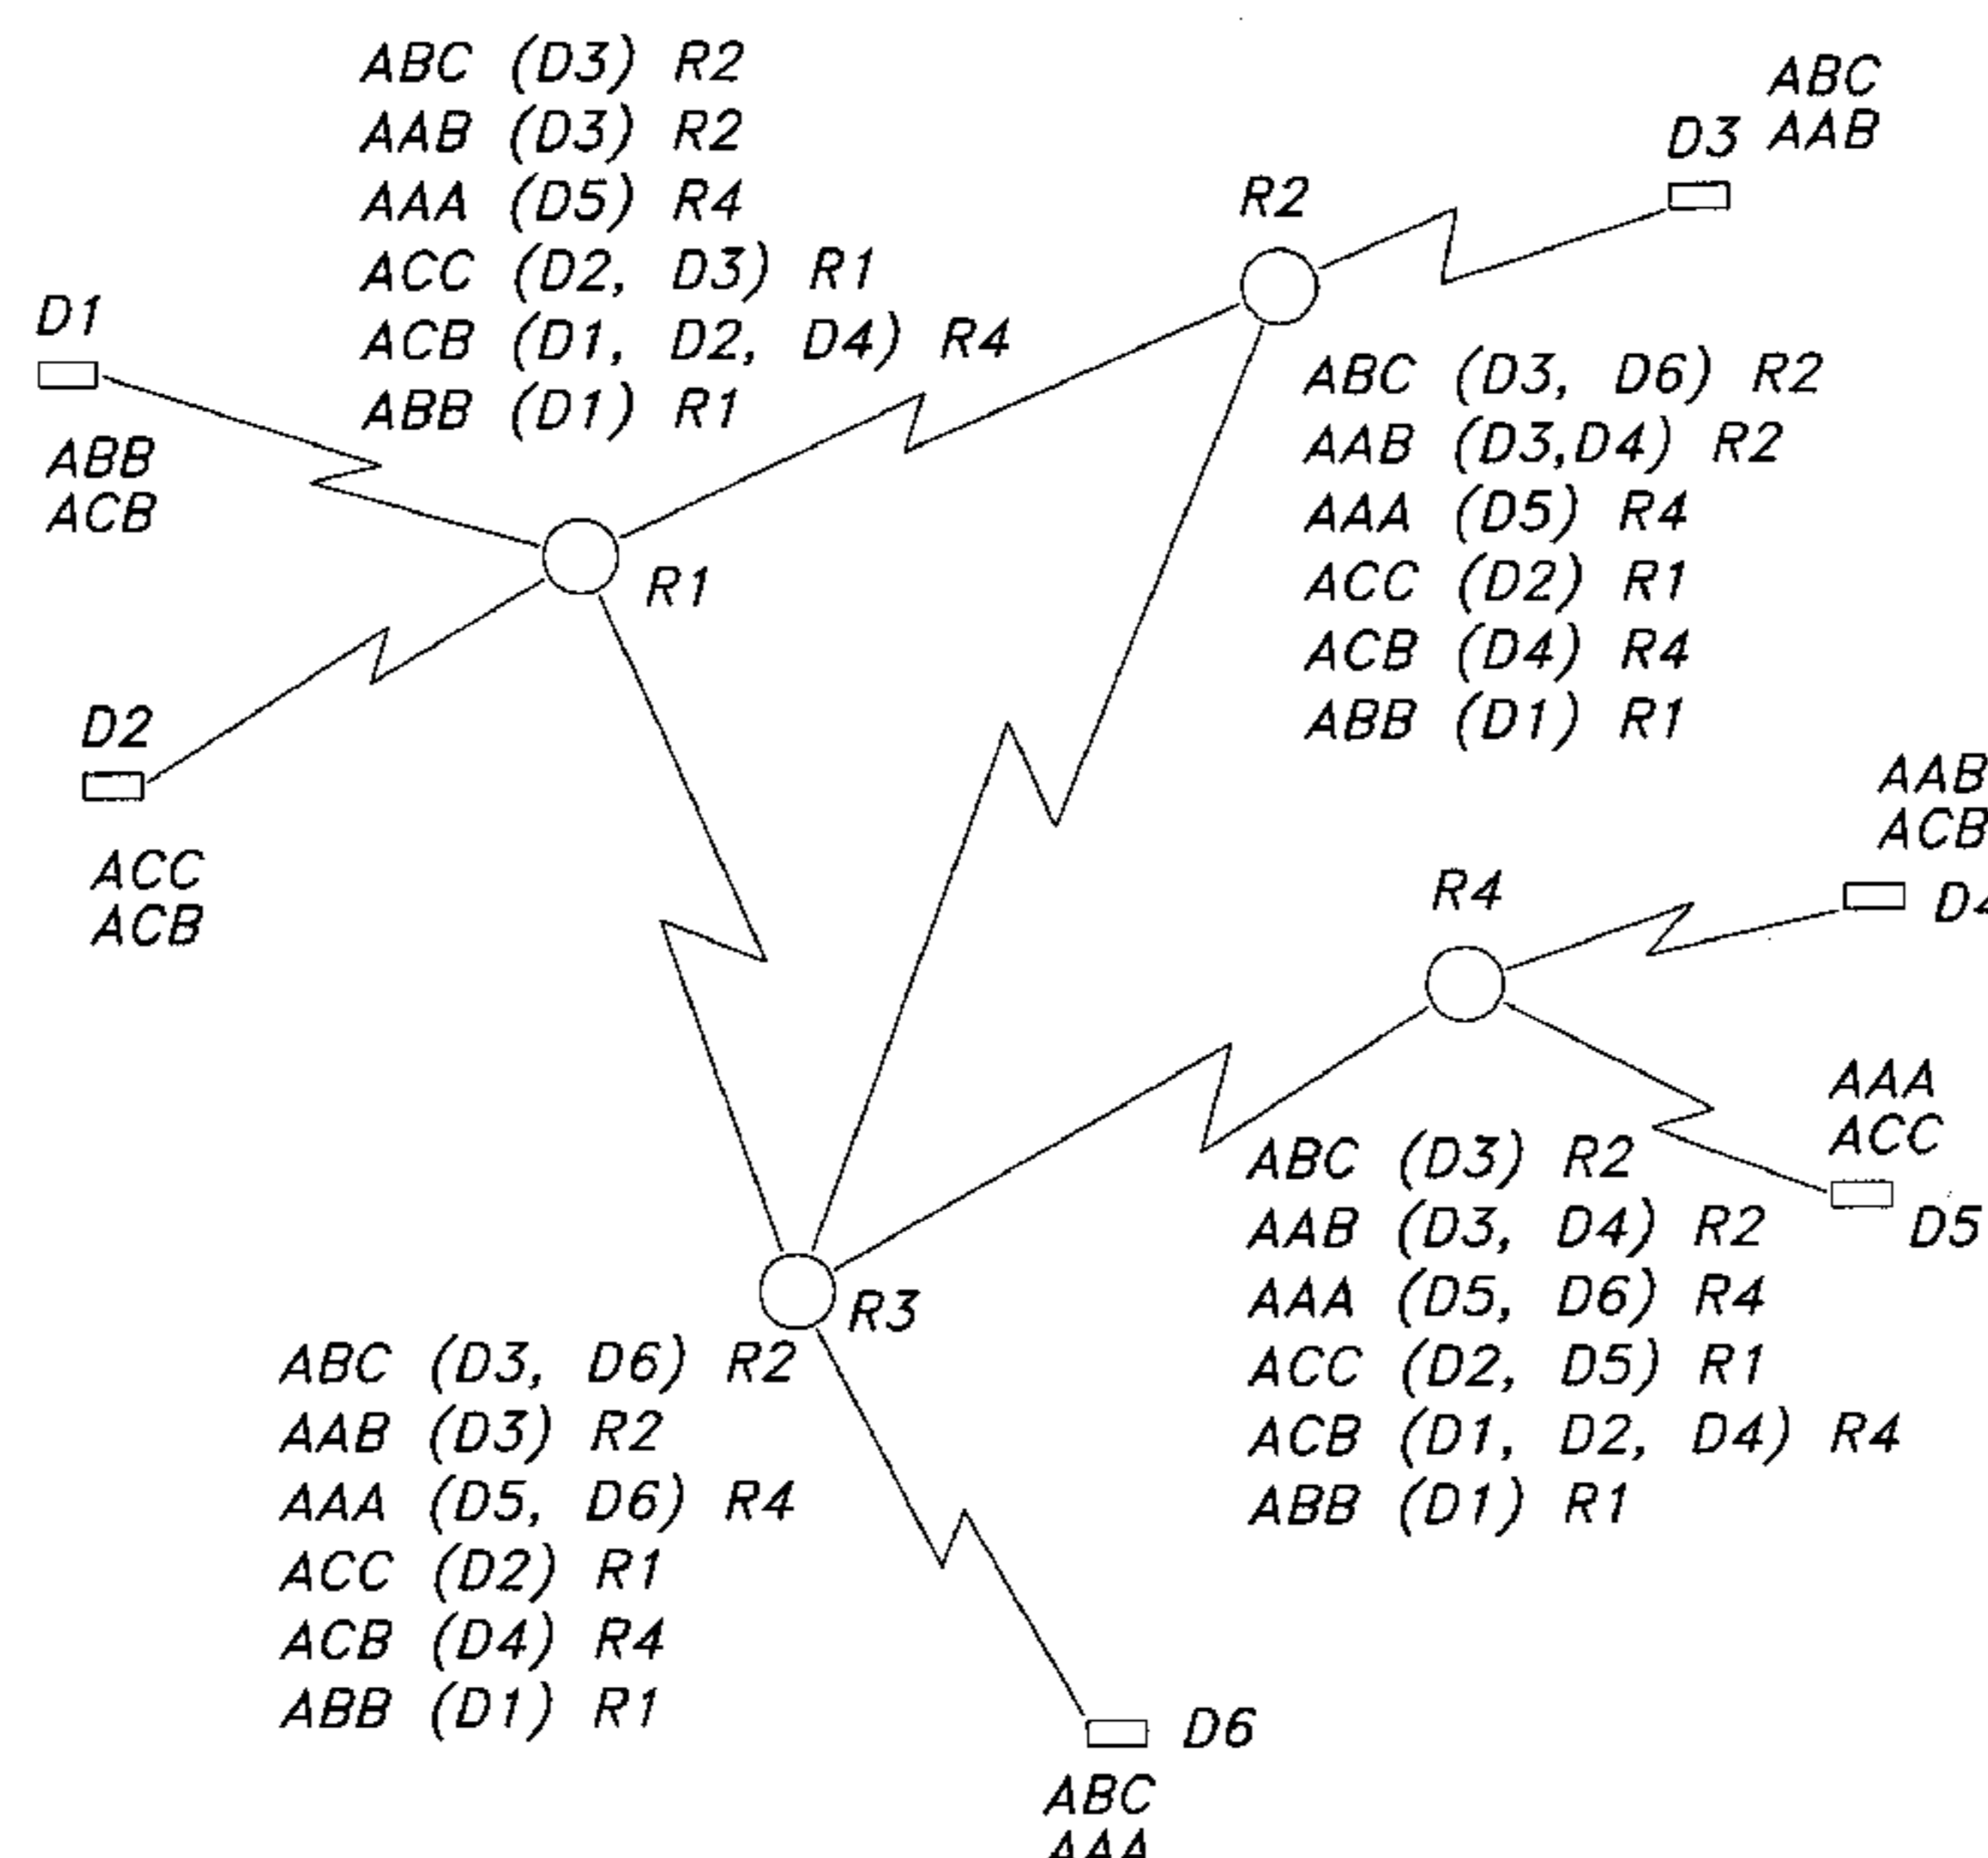 ABC (D3) R2
AAB (D3) R2
AAA (D5) R4
ACC (D2, D3) R1
ACB (D1, D2, D4) R4
ABB (D1) R1
ABC
D3 AAB
R2
D1
ABB
ACB
R1
ABC (D3, D6) R2
AAB (D3,D4) R2
AAA (D5) R4
ACC (D2) R1
ACB (D4) R4
ABB (D1) R1
D2
ACC
ACB
AAB
ACB
R4
D4
AAA
ACC
D5
ABC (D3) R2
AAB (D3, D4) R2
AAA (D5, D6) R4
ACC (D2, D5) R1
ACB (D1, D2, D4) R4
ABB (D1) R1
R3
ABC (D3, D6) R2
AAB (D3) R2
AAA (D5, D6) R4
ACC (D2) R1
ACB (D4) R4
ABB (D1) R1
D6
ABC
AAA